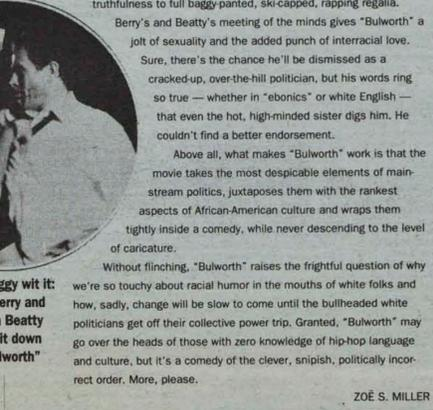 truthfulness to full baggy-panted, ski-capped, rapping regalia.
Berry's and Beatty's meeting of the minds gives "Bulworth" a
jolt of sexuality and the added punch of interracial love.
Sure, there's the chance he'll be dismissed as a
cracked-up, over-the-hill politician, but his words ring
so true — whether in "ebonics" or white English —
that even the hot, high-minded sister digs him. He
couldn't find a better endorsement.
Above all, what makes "Bulworth" work is that the
movie takes the most despicable elements of main-
stream politics, juxtaposes them with the rankest
aspects of African-American culture and wraps them
tightly inside a comedy, while never descending to the level
of caricature.
Without flinching, "Bulworth" raises the frightful question of why
we're so touchy about racial humor in the mouths of white folks and
how, sadly, change will be slow to come until the bullheaded white
politicians get off their collective power trip. Granted, "Bulworth" may
go over the heads of those with zero knowledge of hip-hop language
and culture, but it's a comedy of the clever, snipish, politically incor-
rect order. More, please.
ZOË S. MILLER
ggy wit it:
erry and
Beatty
it down
lworth"